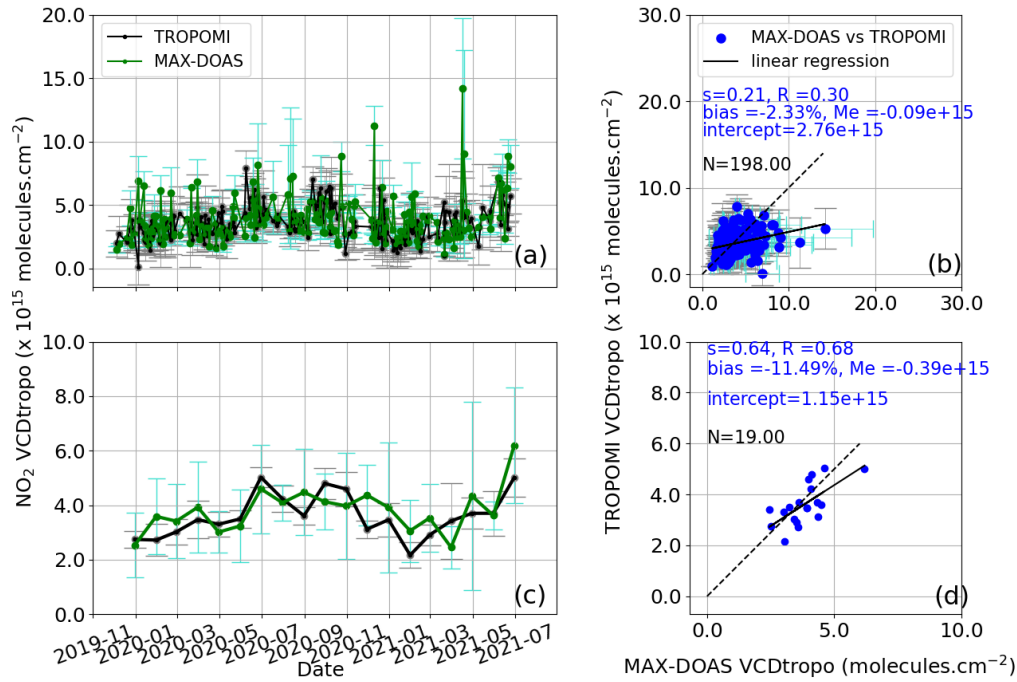 NO₂ VCDtropo (x 10¹⁵ molecules.cm⁻²)
20.0
15.0
10.0
5.0
0.0
TROPOMI
MAX-DOAS
(a)
TROPOMI VCDtropo (x 10¹⁵ molecules.cm⁻²)
30.0
20.0
10.0
0.0
MAX-DOAS vs TROPOMI
linear regression
s=0.21, R =0.30
bias =-2.33%, Me =-0.09e+15
intercept=2.76e+15
N=198.00
(b)
0.0 10.0 20.0 30.0
10.0
8.0
6.0
4.0
2.0
0.0
(c)
2019-11 2020-01 2020-03 2020-05 2020-07 2020-09 2020-11 2021-01 2021-03 2021-05 2021-07
Date
10.0
8.0
6.0
4.0
2.0
0.0
s=0.64, R =0.68
bias =-11.49%, Me =-0.39e+15
intercept=1.15e+15
N=19.00
(d)
0.0 5.0 10.0
MAX-DOAS VCDtropo (molecules.cm⁻²)